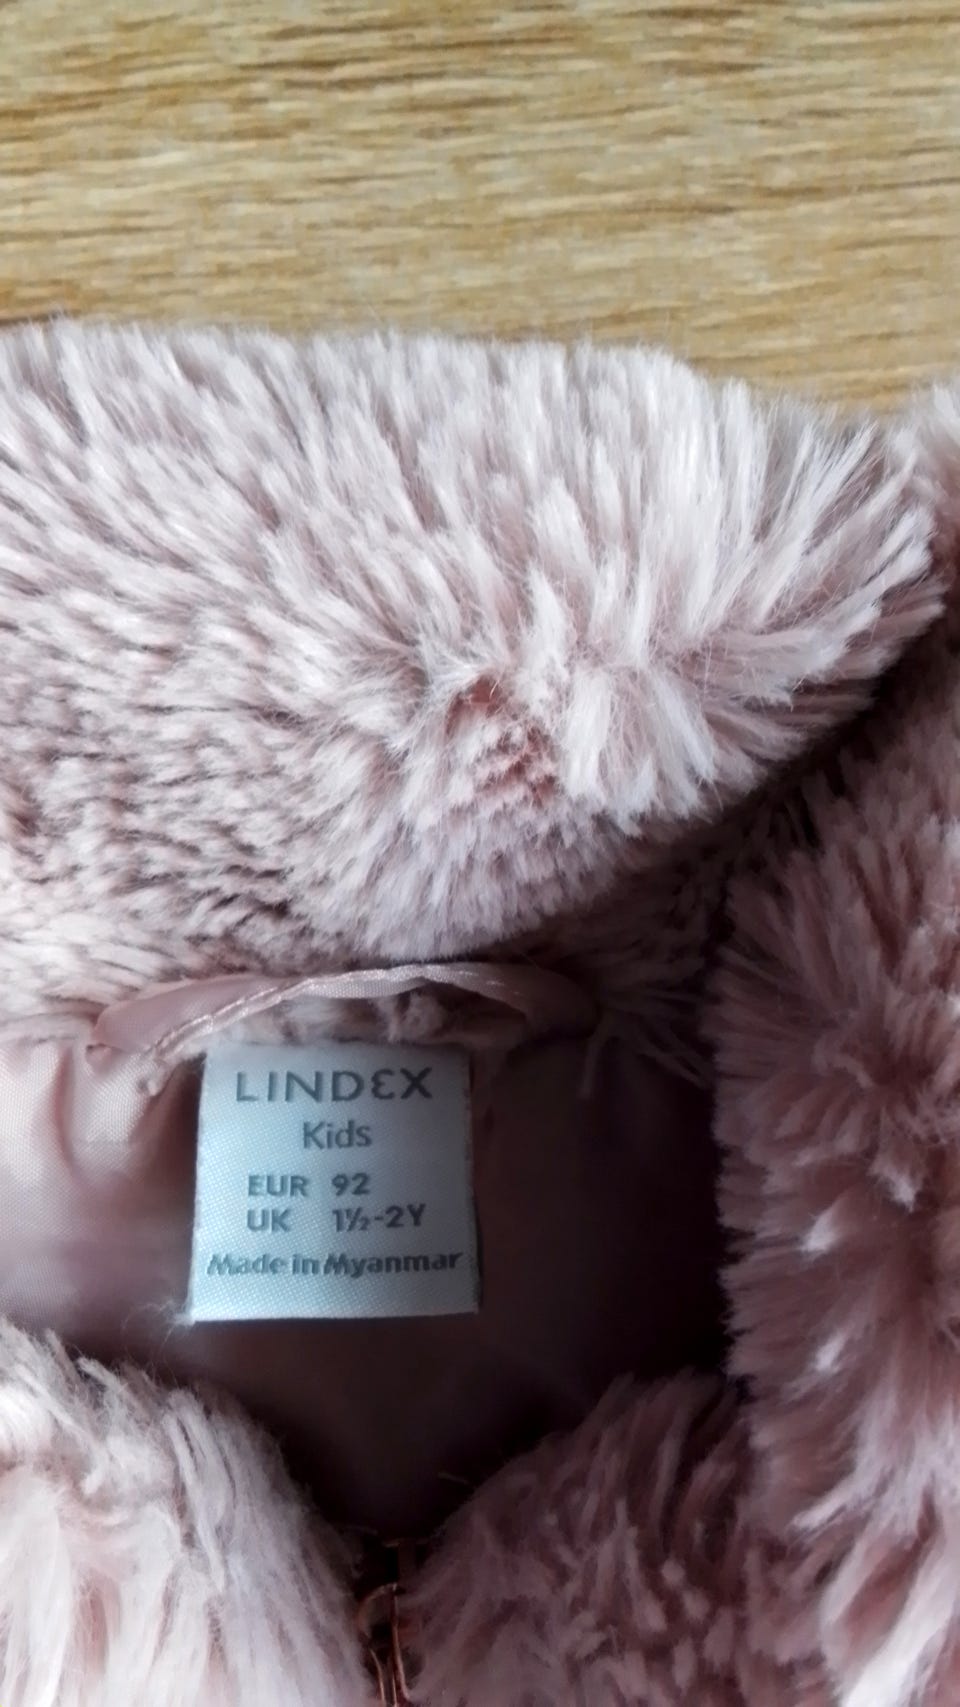 LINDEX
Kids
EUR 92
UK 1½-2Y
Made in Myanmar